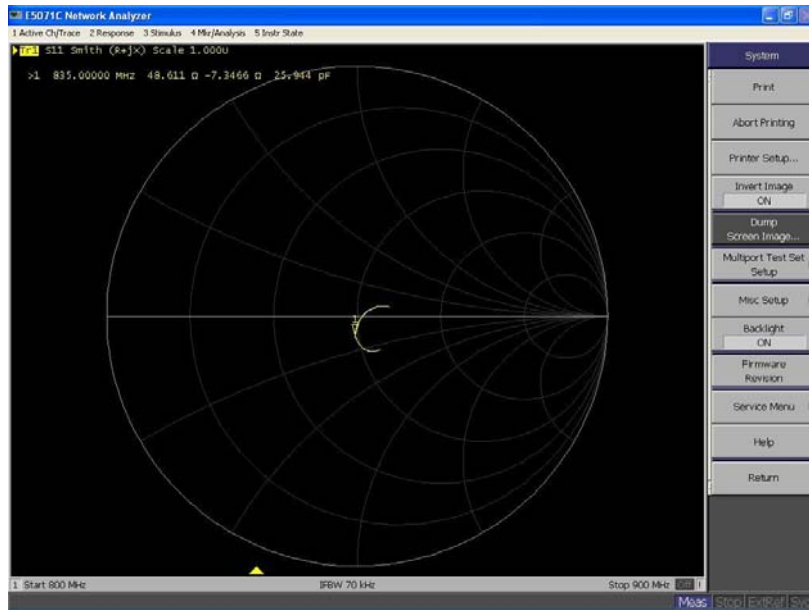 E5071C Network Analyzer
1 Active Ch/Trace 2 Response 3 Stimulus 4 Mkr/Analysis 5 Instr State
Tr1 S11 Smith (R+jX) Scale 1.000U
>1 835.00000 MHz 48.611 Ω -7.3466 Ω 25.944 pF
1
System
Print
Abort Printing
Printer Setup...
Invert Image
ON
Dump
Screen Image...
Multiport Test Set
Setup
Misc Setup
Backlight
ON
Firmware
Revision
Service Menu
Help
Return
1 Start 800 MHz IFBW 70 kHz Stop 900 MHz Off !
Meas Stop ExtRef Svc